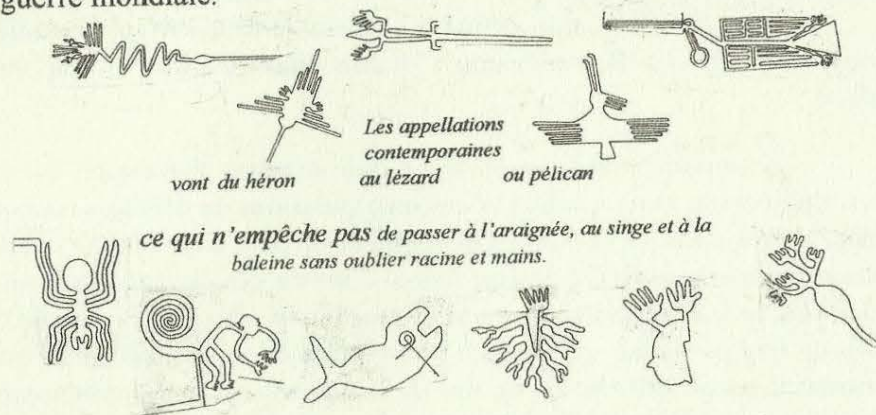 guerre mondiale.
Les appellations
contemporaines
vont du héron au lézard ou pélican
ce qui n'empêche pas de passer à l'araignée, au singe et à la
baleine sans oublier racine et mains.